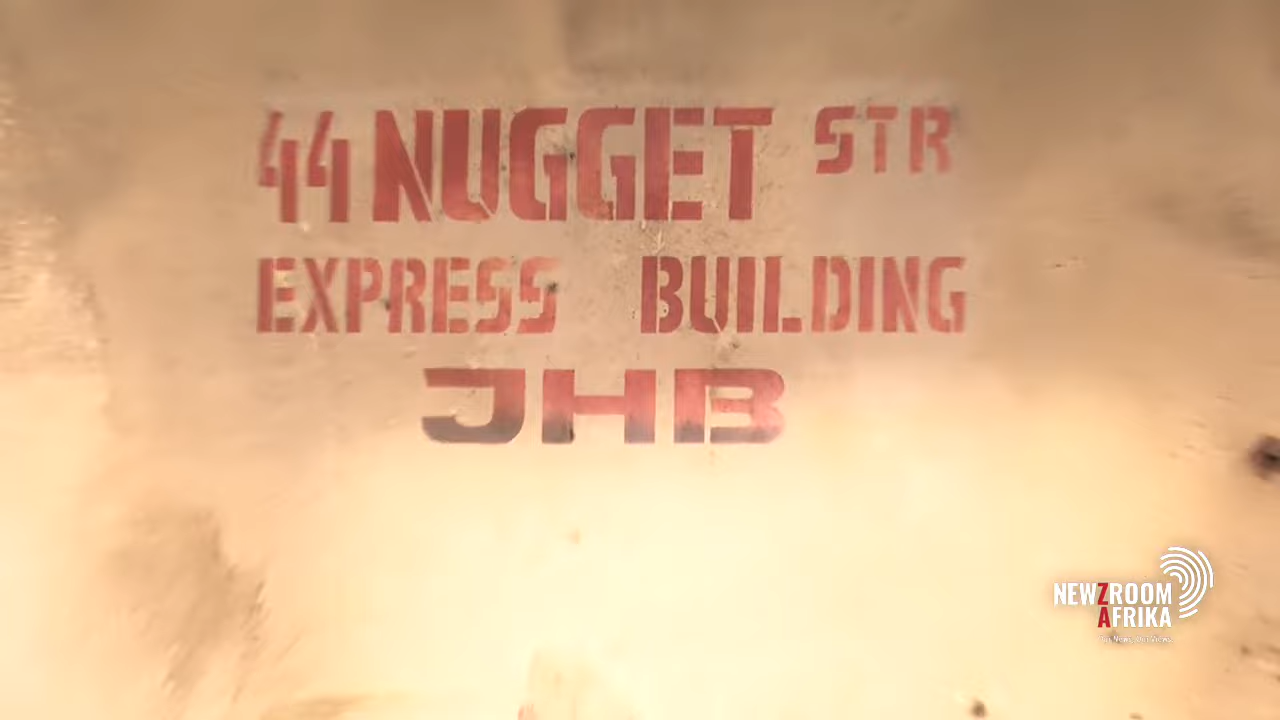 44 NUGGET STR
EXPRESS BUILDING
JHB
NEWZROOM
AFRIKA